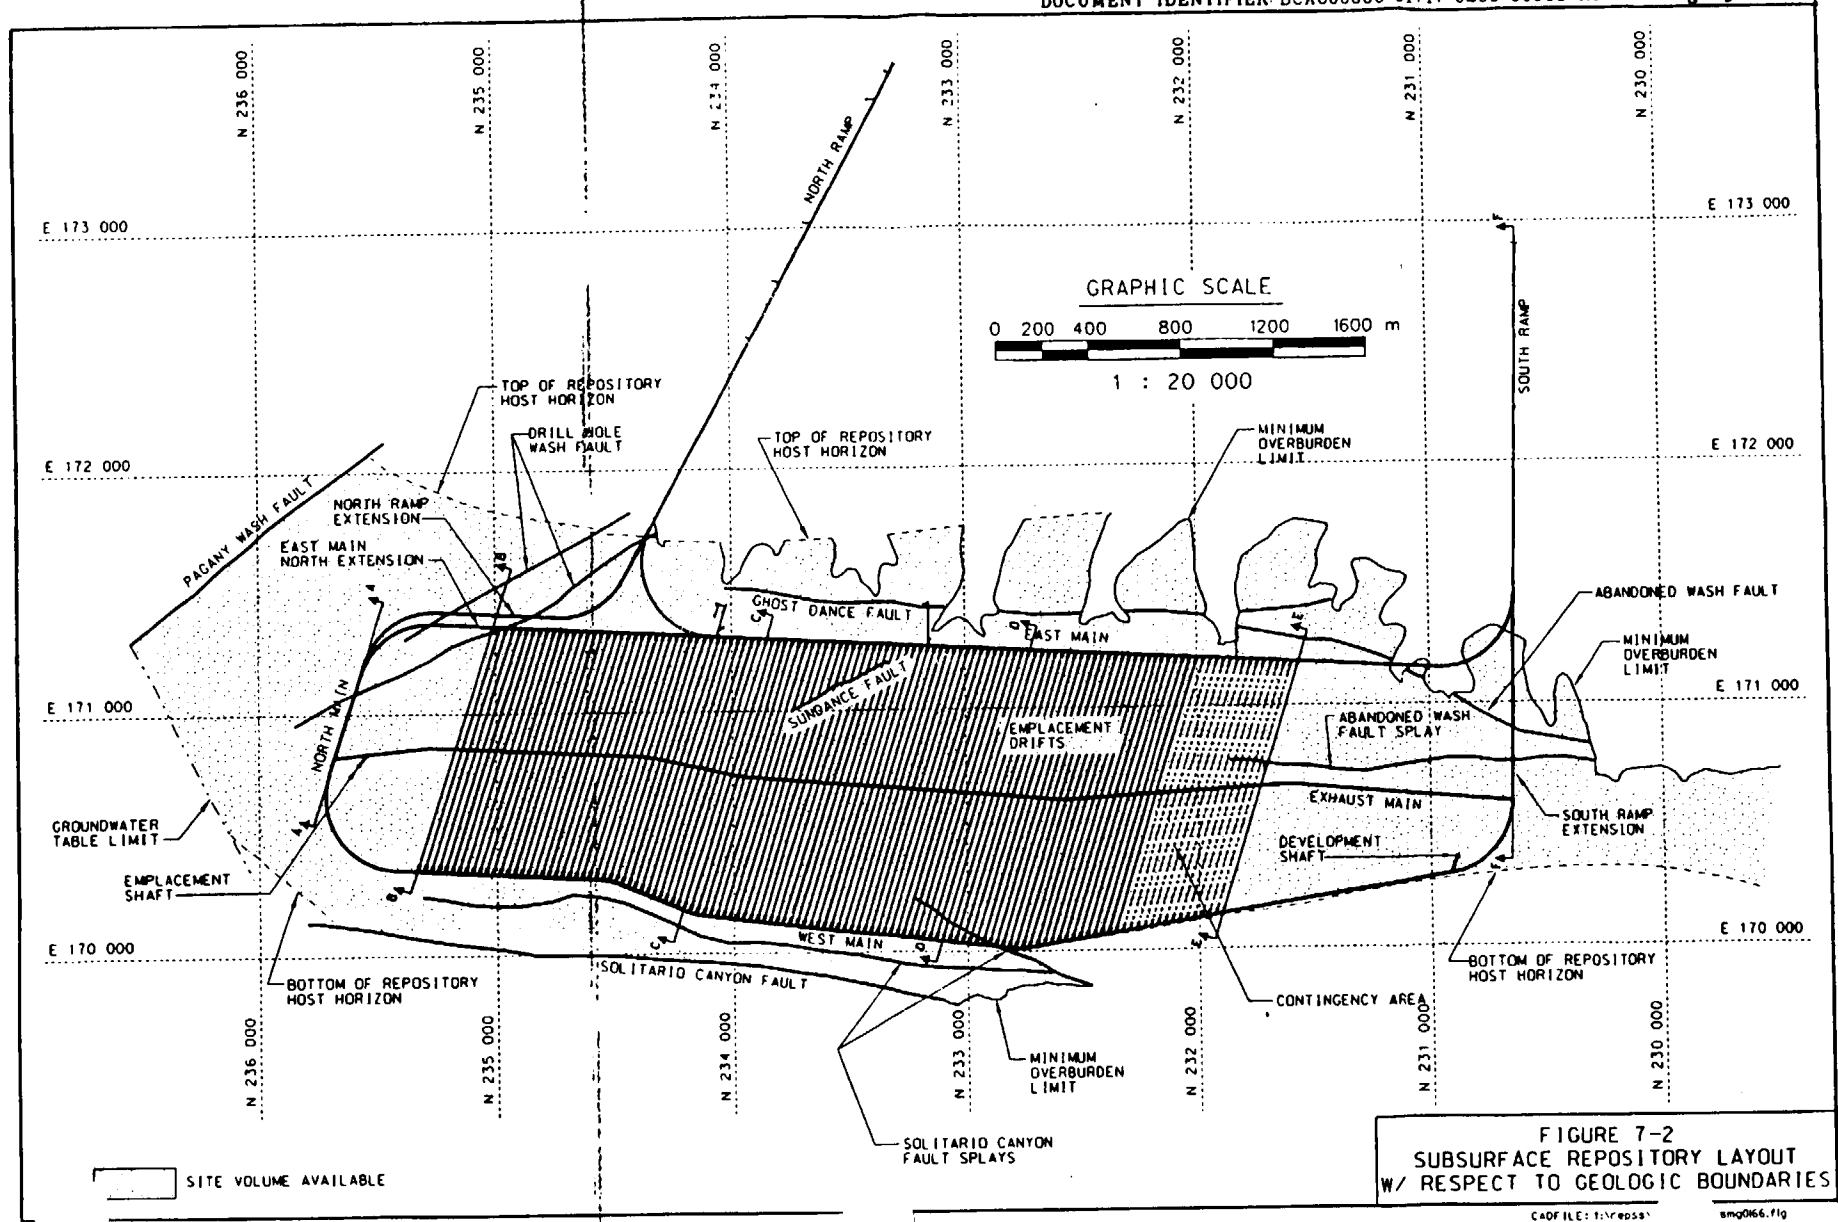 DOCUMENT IDENTIFIER:
N 236 000
N 235 000
N 234 000
N 233 000
N 232 000
N 231 000
N 230 000
NORTH RAMP
E 173 000
E 173 000
F
GRAPHIC SCALE
0 200 400 800 1200 1600 m
1 : 20 000
SOUTH RAMP
TOP OF REPOSITORY
HOST HORIZON
DRILL HOLE
WASH FAULT
TOP OF REPOSITORY
HOST HORIZON
MINIMUM
OVERBURDEN
LIMIT
E 172 000
E 172 000
PAGANY WASH FAULT
NORTH RAMP
EXTENSION
EAST MAIN
NORTH EXTENSION
A
B
C
D
E
GHOST DANCE FAULT
EAST MAIN
ABANDONED WASH FAULT
MINIMUM
OVERBURDEN
LIMIT
SUNDANCE FAULT
E 171 000
E 171 000
NORTH MAIN
EMPLACEMENT
DRIFTS
ABANDONED WASH
FAULT SPLAY
EXHAUST MAIN
GROUNDWATER
TABLE LIMIT
A
SOUTH RAMP
EXTENSION
DEVELOPMENT
SHAFT
F
EMPLACEMENT
SHAFT
B
C
WEST MAIN
D
E
E 170 000
E 170 000
SOLITARIO CANYON FAULT
BOTTOM OF REPOSITORY
HOST HORIZON
BOTTOM OF REPOSITORY
HOST HORIZON
CONTINGENCY AREA
N 236 000
N 235 000
N 234 000
N 233 000
N 232 000
N 231 000
N 230 000
MINIMUM
OVERBURDEN
LIMIT
SOLITARIO CANYON
FAULT SPLAYS
SITE VOLUME AVAILABLE
FIGURE 7-2
SUBSURFACE REPOSITORY LAYOUT
W/ RESPECT TO GEOLOGIC BOUNDARIES
CADFILE: smg0166.fig